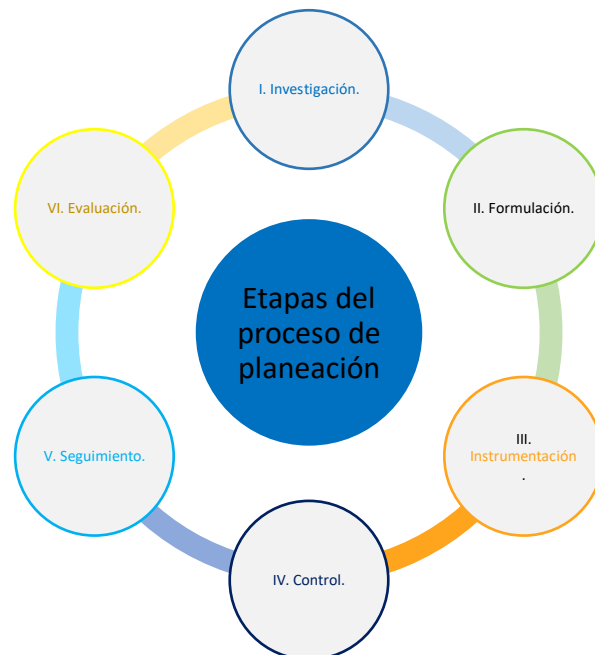 I. Investigación.
II. Formulación.
III.
Instrumentación
.
IV. Control.
V. Seguimiento.
VI. Evaluación.
Etapas del
proceso de
planeación